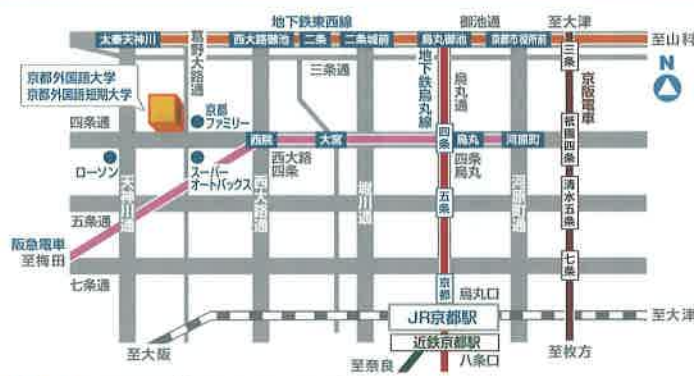 地下鉄東西線
御池通
至大津
太秦天神川
葛野大路通
西大路御池
二条
二条城前
烏丸御池
京都市役所前
三条
至山科
N
三条通
地下鉄烏丸線
烏丸通
京阪電車
京都外国語大学
京都外国語短期大学
京都
ファミリー
四条通
西院
大宮
四条
烏丸
河原町
祇園四条
ローソン
スーパー
オートバックス
西大路
四条
四条
烏丸
天神川通
西大路通
堀川通
河原町通
五条通
五条
清水五条
阪急電車
至梅田
七条通
七条
京都
烏丸口
JR京都駅
至大津
近鉄京都駅
至大阪
至奈良
八条口
至枚方